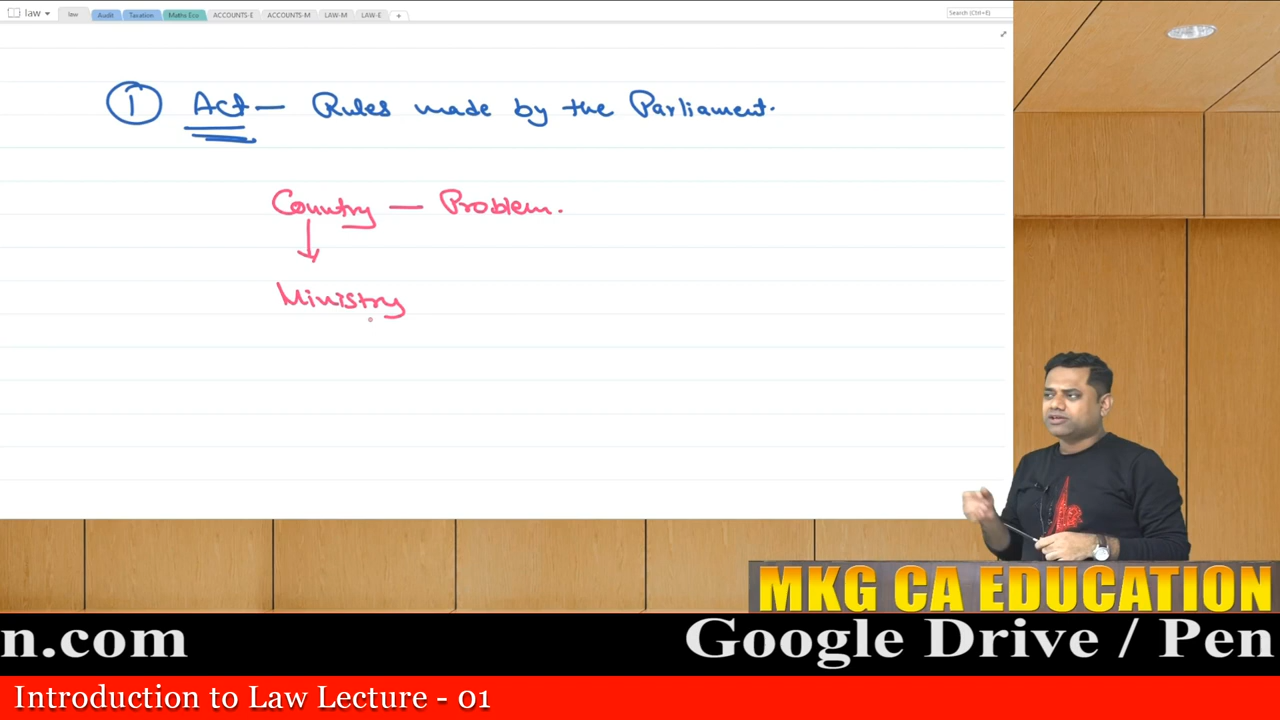 law
law Audit Taxation Maths Eco ACCOUNTS-E ACCOUNTS-M LAW-M LAW-E +
Search (Ctrl+E)
1 Act — Rules made by the Parliament.
Country — Problem.
Ministry
MKG CA EDUCATION
n.com Google Drive / Pen
Introduction to Law Lecture - 01